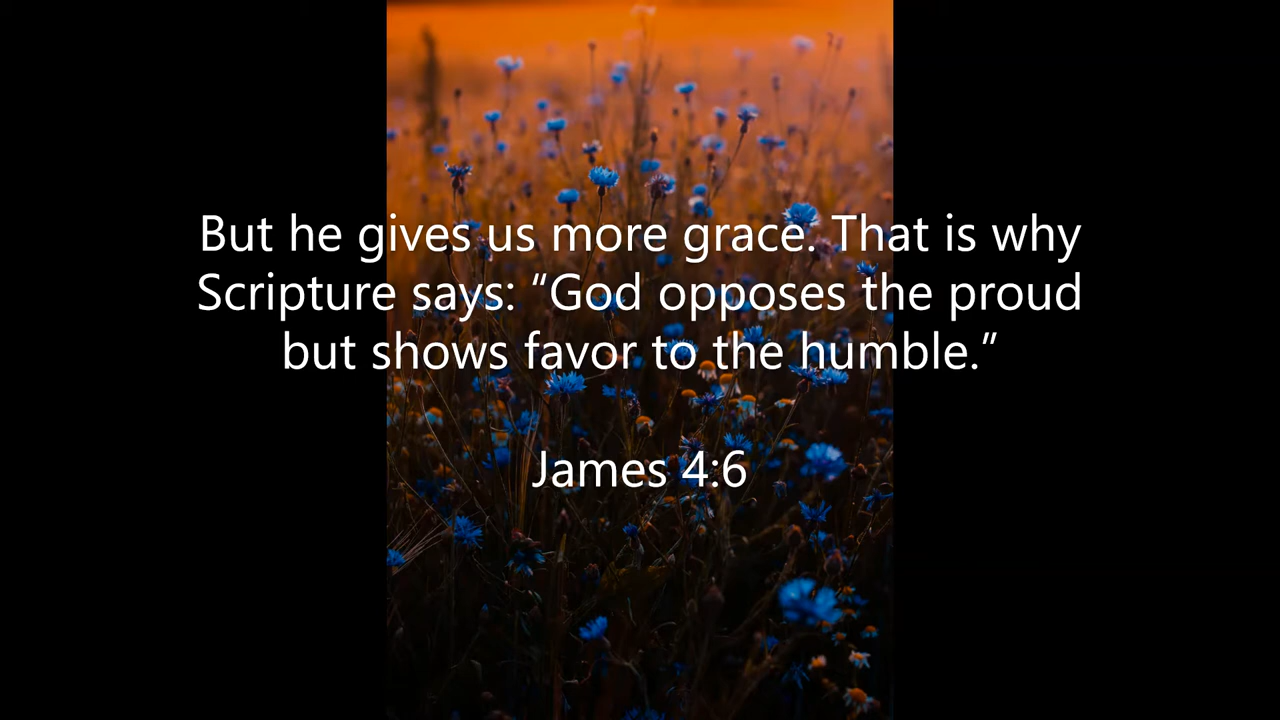 But he gives us more grace. That is why
Scripture says: “God opposes the proud
but shows favor to the humble.”
James 4:6